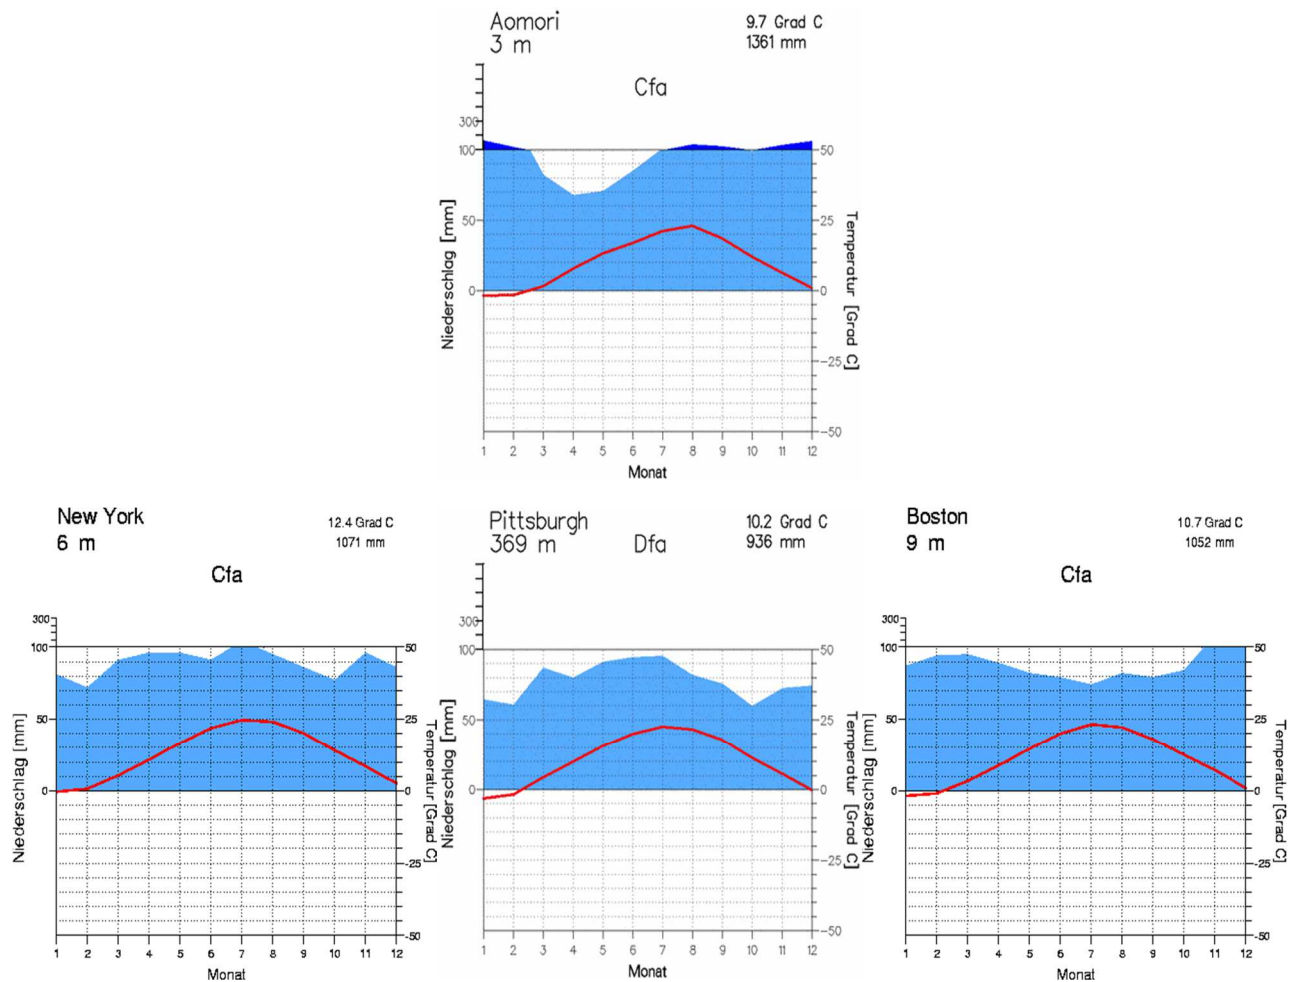 Aomori
3 m
9.7 Grad C
1361 mm
Cfa
300
100
50
0
50
25
0
-25
-50
Niederschlag [mm]
Temperatur [Grad C]
1 2 3 4 5 6 7 8 9 10 11 12
Monat
New York
6 m
12.4 Grad C
1071 mm
Cfa
300
100
50
0
50
25
0
-25
-50
Niederschlag [mm]
Temperatur [Grad C]
1 2 3 4 5 6 7 8 9 10 11 12
Monat
Pittsburgh
369 m
Dfa
10.2 Grad C
936 mm
300
100
50
0
50
25
0
-25
-50
Niederschlag [mm]
Temperatur [Grad C]
1 2 3 4 5 6 7 8 9 10 11 12
Monat
Boston
9 m
10.7 Grad C
1052 mm
Cfa
300
100
50
0
50
25
0
-25
-50
Niederschlag [mm]
Temperatur [Grad C]
1 2 3 4 5 6 7 8 9 10 11 12
Monat